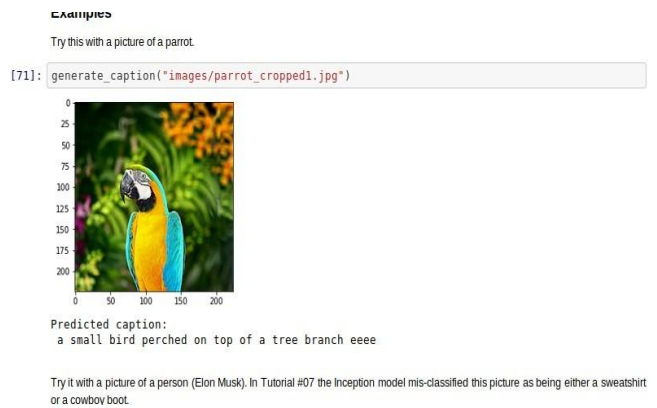 Examples
Try this with a picture of a parrot.
[71]: generate_caption("images/parrot_cropped1.jpg")
0
25
50
75
100
125
150
175
200
0 50 100 150 200
Predicted caption:
a small bird perched on top of a tree branch eeee
Try it with a picture of a person (Elon Musk). In Tutorial #07 the Inception model mis-classified this picture as being either a sweatshirt
or a cowboy boot.